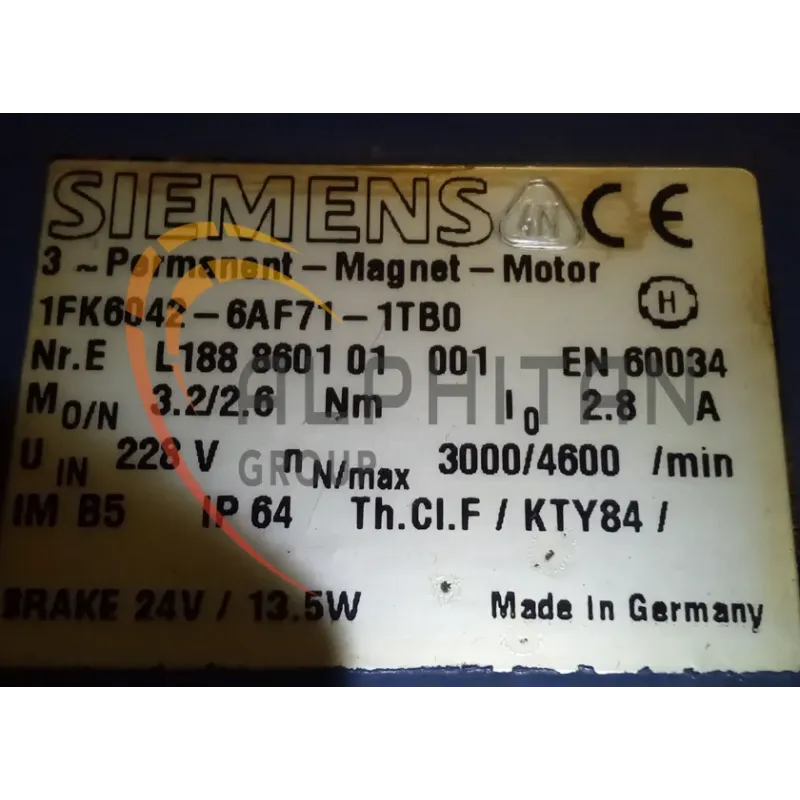 SIEMENS AN CE
3 ~ Permanent - Magnet - Motor
1FK6042 - 6AF71 - 1TB0
H
Nr.E L188 8601 01 001 EN 60034
M O/N 3.2/2.6 Nm I 0 2.8 A
ALPHITAN
U IN 228 V n N/max 3000/4600 /min
GROUP
IM B5 IP 64 Th.Cl.F / KTY84 /
BRAKE 24V / 13.5W Made In Germany